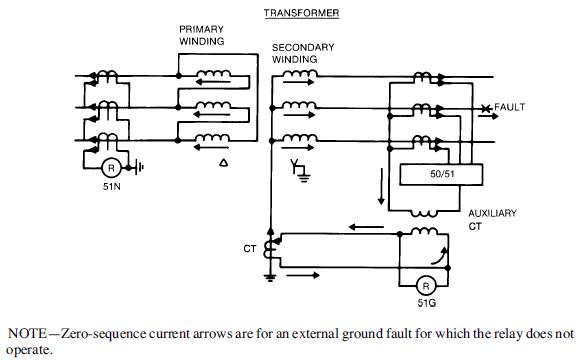 TRANSFORMER
PRIMARY
WINDING
SECONDARY
WINDING
FAULT
R
51N
Δ
Y
50/51
AUXILIARY
CT
CT
R
51G
NOTE—Zero-sequence current arrows are for an external ground fault for which the relay does not
operate.